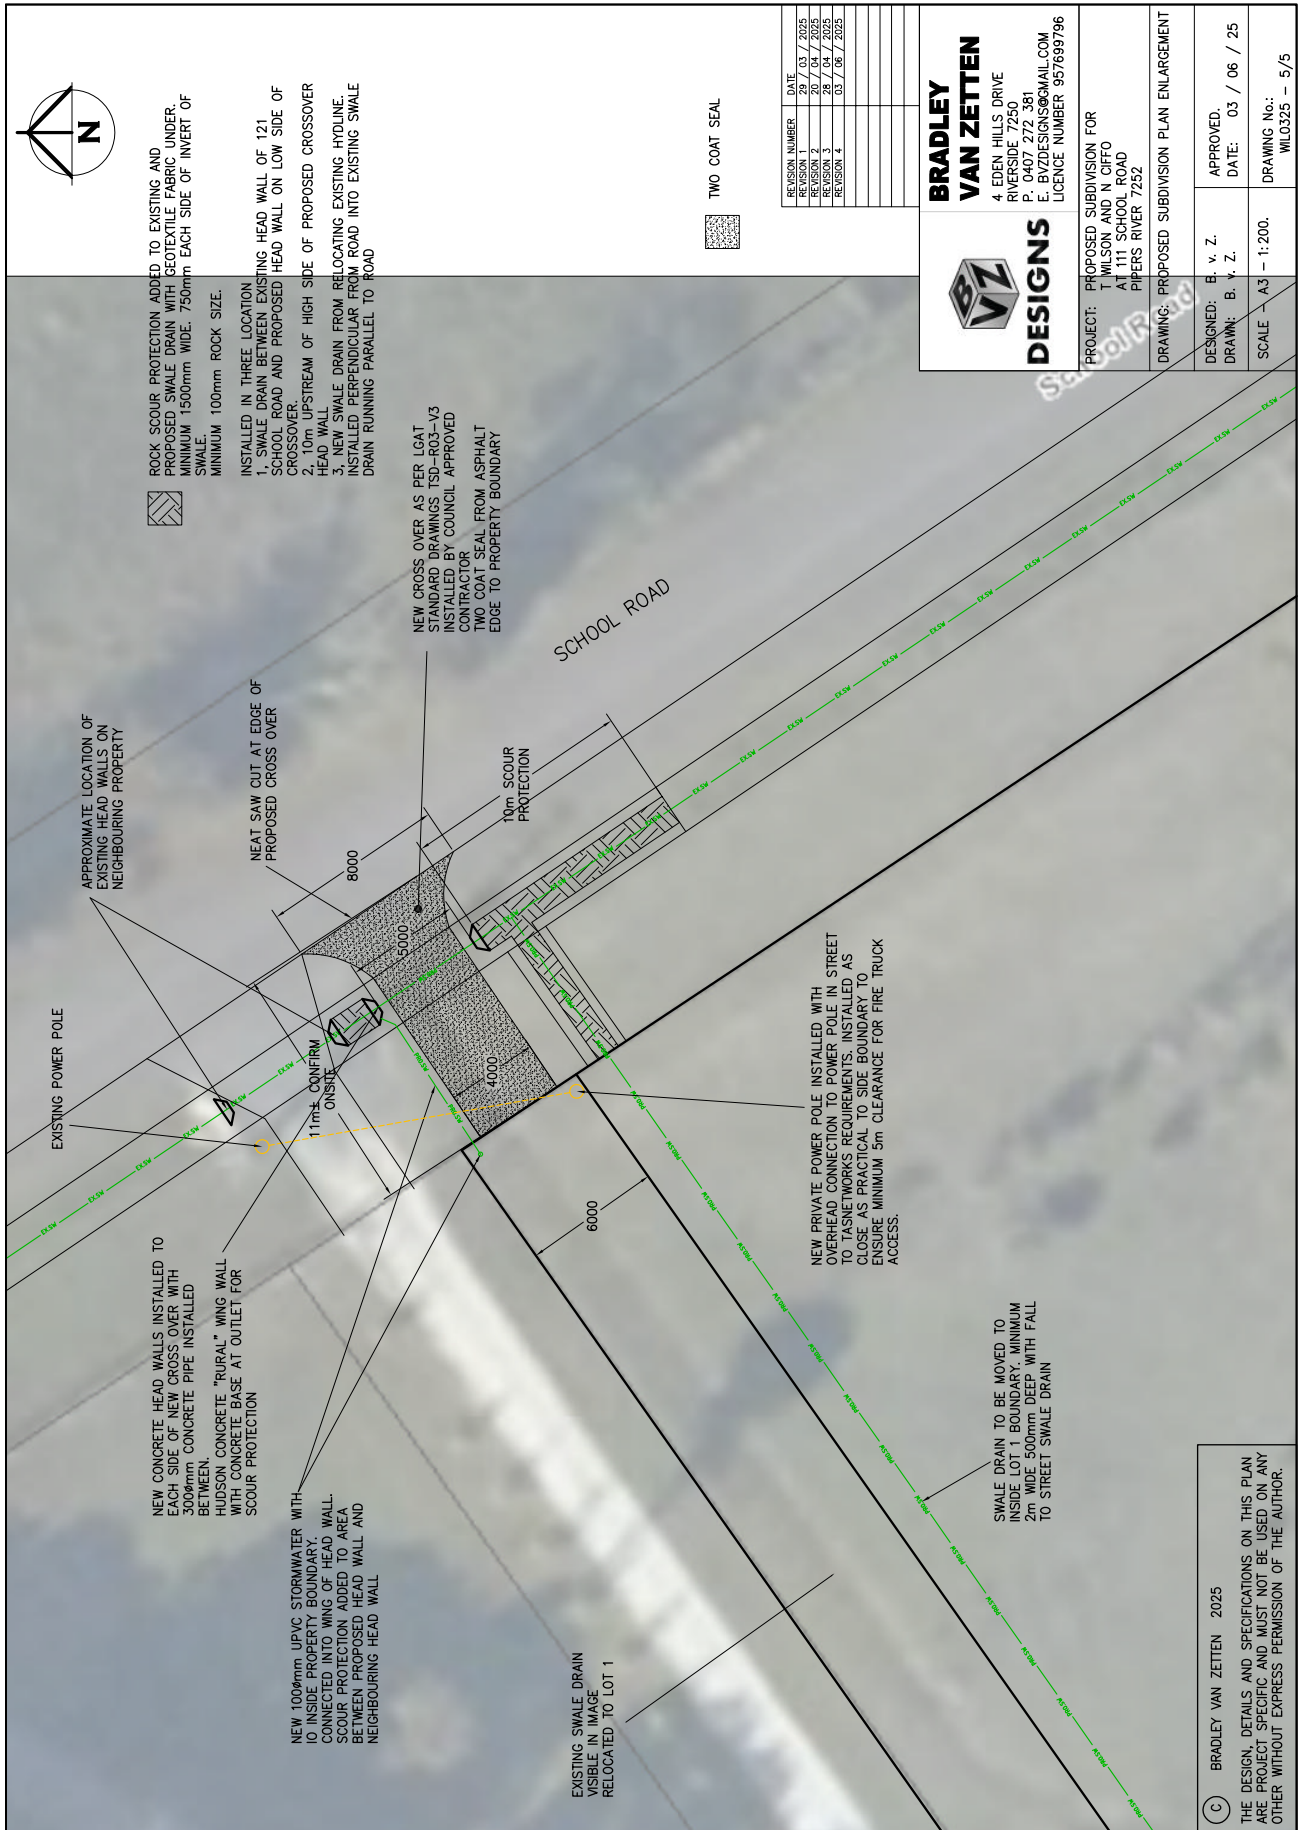 N
ROCK SCOUR PROTECTION ADDED TO EXISTING AND
PROPOSED SWALE DRAIN WITH GEOTEXTILE FABRIC UNDER.
MINIMUM 1500mm WIDE. 750mm EACH SIDE OF INVERT OF
SWALE.
MINIMUM 100mm ROCK SIZE.
INSTALLED IN THREE LOCATION
1, SWALE DRAIN BETWEEN EXISTING HEAD WALL OF 121
SCHOOL ROAD AND PROPOSED HEAD WALL ON LOW SIDE OF
CROSSOVER.
2, 10m UPSTREAM OF HIGH SIDE OF PROPOSED CROSSOVER
HEAD WALL
3, NEW SWALE DRAIN FROM RELOCATING EXISTING HYDLINE.
INSTALLED PERPENDICULAR FROM ROAD INTO EXISTING SWALE
DRAIN RUNNING PARALLEL TO ROAD
TWO COAT SEAL
NEW CROSS OVER AS PER LGAT
STANDARD DRAWINGS TSD-R03-V3
INSTALLED BY COUNCIL APPROVED
CONTRACTOR
TWO COAT SEAL FROM ASPHALT
EDGE TO PROPERTY BOUNDARY
SCHOOL ROAD
APPROXIMATE LOCATION OF
EXISTING HEAD WALLS ON
NEIGHBOURING PROPERTY
NEAT SAW CUT AT EDGE OF
PROPOSED CROSS OVER
10m SCOUR
PROTECTION
8000
5000
4000
6000
11m± CONFIRM
ONSITE
EXISTING POWER POLE
NEW CONCRETE HEAD WALLS INSTALLED TO
EACH SIDE OF NEW CROSS OVER WITH
300ømm CONCRETE PIPE INSTALLED
BETWEEN.
HUDSON CONCRETE "RURAL" WING WALL
WITH CONCRETE BASE AT OUTLET FOR
SCOUR PROTECTION
NEW 100ømm UPVC STORMWATER WITH
IO INSIDE PROPERTY BOUNDARY.
CONNECTED INTO WING OF HEAD WALL.
SCOUR PROTECTION ADDED TO AREA
BETWEEN PROPOSED HEAD WALL AND
NEIGHBOURING HEAD WALL
EXISTING SWALE DRAIN
VISIBLE IN IMAGE
RELOCATED TO LOT 1
NEW PRIVATE POWER POLE INSTALLED WITH
OVERHEAD CONNECTION TO POWER POLE IN STREET
TO TASNETWORKS REQUIREMENTS. INSTALLED AS
CLOSE AS PRACTICAL TO SIDE BOUNDARY TO
ENSURE MINIMUM 5m CLEARANCE FOR FIRE TRUCK
ACCESS.
SWALE DRAIN TO BE MOVED TO
INSIDE LOT 1 BOUNDARY. MINIMUM
2m WIDE 500mm DEEP WITH FALL
TO STREET SWALE DRAIN
EX.SW
PRO.SW
School Road
C BRADLEY VAN ZETTEN 2025
THE DESIGN, DETAILS AND SPECIFICATIONS ON THIS PLAN
ARE PROJECT SPECIFIC AND MUST NOT BE USED ON ANY
OTHER WITHOUT EXPRESS PERMISSION OF THE AUTHOR.
REVISION NUMBER DATE
REVISION 1 29 / 03 / 2025
REVISION 2 20 / 04 / 2025
REVISION 3 28 / 04 / 2025
REVISION 4 03 / 06 / 2025
BVZ
DESIGNS
BRADLEY
VAN ZETTEN
4 EDEN HILLS DRIVE
RIVERSIDE 7250
P. 0407 272 381
E. BVZDESIGNS@GMAIL.COM
LICENCE NUMBER 957699796
PROJECT: PROPOSED SUBDIVISION FOR
T WILSON AND N CIFFO
AT 111 SCHOOL ROAD
PIPERS RIVER 7252
DRAWING: PROPOSED SUBDIVISION PLAN ENLARGEMENT
DESIGNED: B. v. Z.
DRAWN: B. v. Z.
APPROVED.
DATE: 03 / 06 / 25
SCALE - A3 - 1:200.
DRAWING No.:
WIL0325 - 5/5